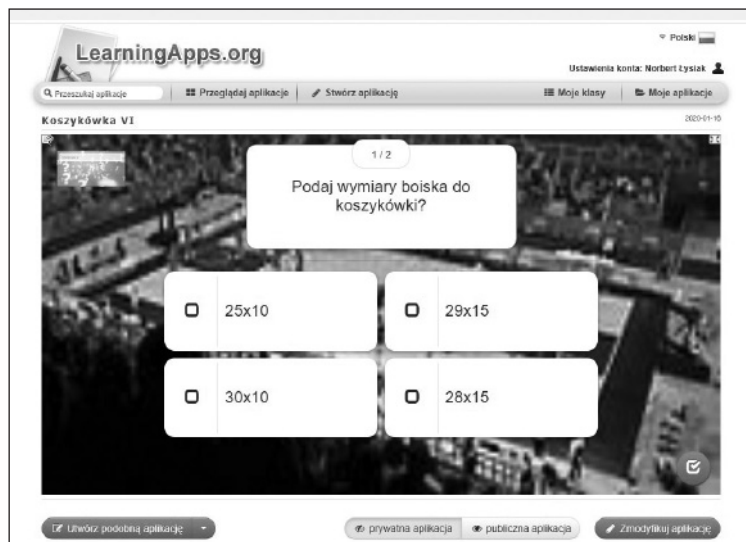 Polski
LearningApps.org
Ustawienia konta: Norbert Łysiak
Przeszukaj aplikacje
Przeglądaj aplikacje
Stwórz aplikację
Moje klasy
Moje aplikacje
Koszykówka VI
2020-01-16
1 / 2
Podaj wymiary boiska do
koszykówki?
25x10
29x15
30x10
28x15
Utwórz podobną aplikację
prywatna aplikacja
publiczna aplikacja
Zmodyfikuj aplikację